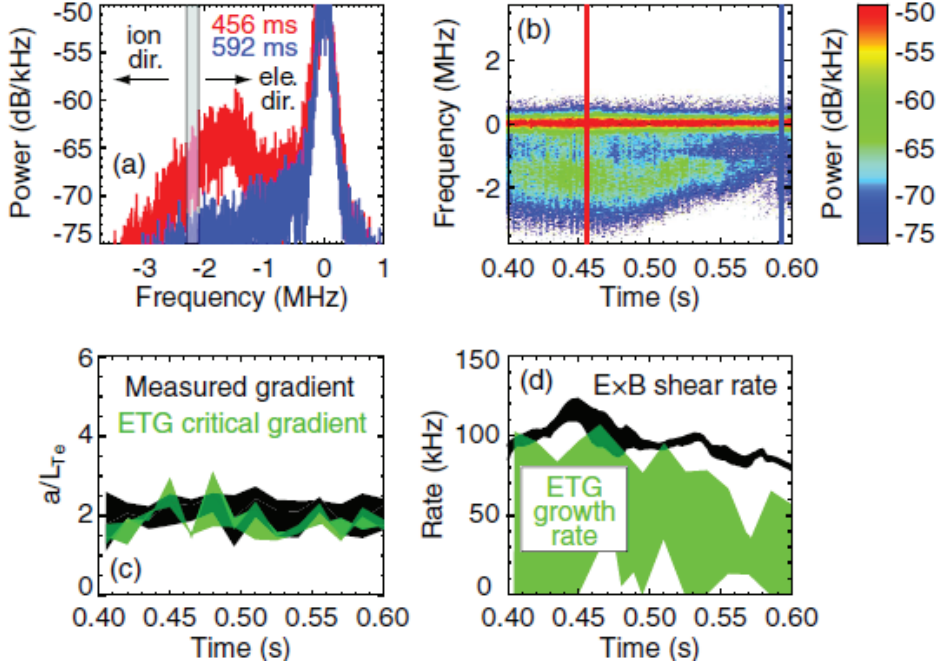 -50
-55
-60
-65
-70
-75
Power (dB/kHz)
456 ms
592 ms
ion
dir.
ele.
dir.
(a)
-3 -2 -1 0 1
Frequency (MHz)
(b)
2
0
-2
Frequency (MHz)
0.40 0.45 0.50 0.55 0.60
Time (s)
Power (dB/kHz)
-50
-55
-60
-65
-70
-75
6
4
2
0
a/L_Te
Measured gradient
ETG critical gradient
(c)
0.40 0.45 0.50 0.55 0.60
Time (s)
150
100
50
0
Rate (kHz)
(d)
E×B shear rate
ETG
growth
rate
0.40 0.45 0.50 0.55 0.60
Time (s)